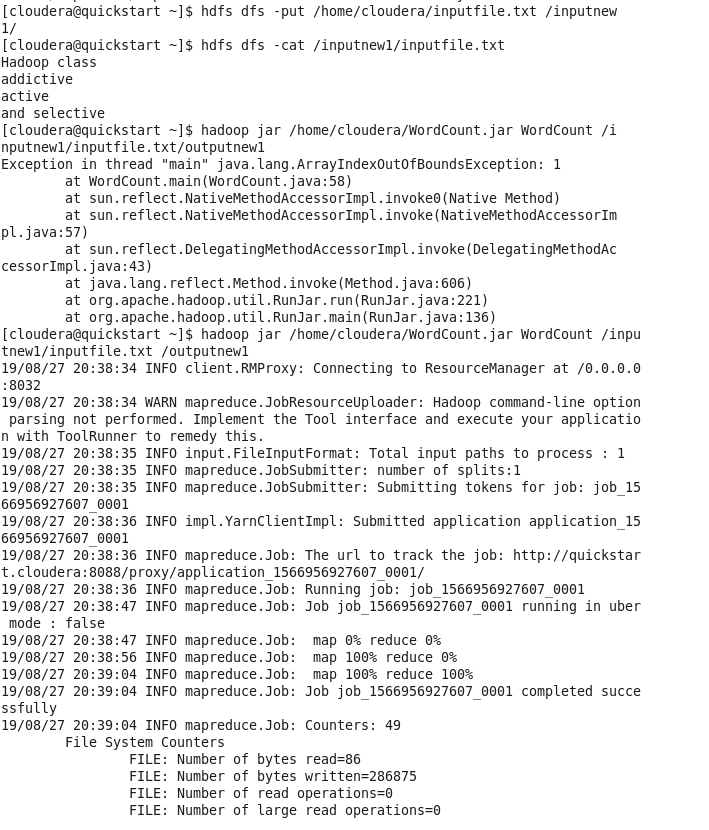 [cloudera@quickstart ~]$ hdfs dfs -put /home/cloudera/inputfile.txt /inputnew
1/
[cloudera@quickstart ~]$ hdfs dfs -cat /inputnew1/inputfile.txt
Hadoop class
addictive
active
and selective
[cloudera@quickstart ~]$ hadoop jar /home/cloudera/WordCount.jar WordCount /i
nputnew1/inputfile.txt/outputnew1
Exception in thread "main" java.lang.ArrayIndexOutOfBoundsException: 1
        at WordCount.main(WordCount.java:58)
        at sun.reflect.NativeMethodAccessorImpl.invoke0(Native Method)
        at sun.reflect.NativeMethodAccessorImpl.invoke(NativeMethodAccessorIm
pl.java:57)
        at sun.reflect.DelegatingMethodAccessorImpl.invoke(DelegatingMethodAc
cessorImpl.java:43)
        at java.lang.reflect.Method.invoke(Method.java:606)
        at org.apache.hadoop.util.RunJar.run(RunJar.java:221)
        at org.apache.hadoop.util.RunJar.main(RunJar.java:136)
[cloudera@quickstart ~]$ hadoop jar /home/cloudera/WordCount.jar WordCount /inpu
tnew1/inputfile.txt /outputnew1
19/08/27 20:38:34 INFO client.RMProxy: Connecting to ResourceManager at /0.0.0.0
:8032
19/08/27 20:38:34 WARN mapreduce.JobResourceUploader: Hadoop command-line option
 parsing not performed. Implement the Tool interface and execute your applicatio
n with ToolRunner to remedy this.
19/08/27 20:38:35 INFO input.FileInputFormat: Total input paths to process : 1
19/08/27 20:38:35 INFO mapreduce.JobSubmitter: number of splits:1
19/08/27 20:38:35 INFO mapreduce.JobSubmitter: Submitting tokens for job: job_15
66956927607_0001
19/08/27 20:38:36 INFO impl.YarnClientImpl: Submitted application application_15
66956927607_0001
19/08/27 20:38:36 INFO mapreduce.Job: The url to track the job: http://quickstar
t.cloudera:8088/proxy/application_1566956927607_0001/
19/08/27 20:38:36 INFO mapreduce.Job: Running job: job_1566956927607_0001
19/08/27 20:38:47 INFO mapreduce.Job: Job job_1566956927607_0001 running in uber
 mode : false
19/08/27 20:38:47 INFO mapreduce.Job:  map 0% reduce 0%
19/08/27 20:38:56 INFO mapreduce.Job:  map 100% reduce 0%
19/08/27 20:39:04 INFO mapreduce.Job:  map 100% reduce 100%
19/08/27 20:39:04 INFO mapreduce.Job: Job job_1566956927607_0001 completed succe
ssfully
19/08/27 20:39:04 INFO mapreduce.Job: Counters: 49
        File System Counters
                FILE: Number of bytes read=86
                FILE: Number of bytes written=286875
                FILE: Number of read operations=0
                FILE: Number of large read operations=0